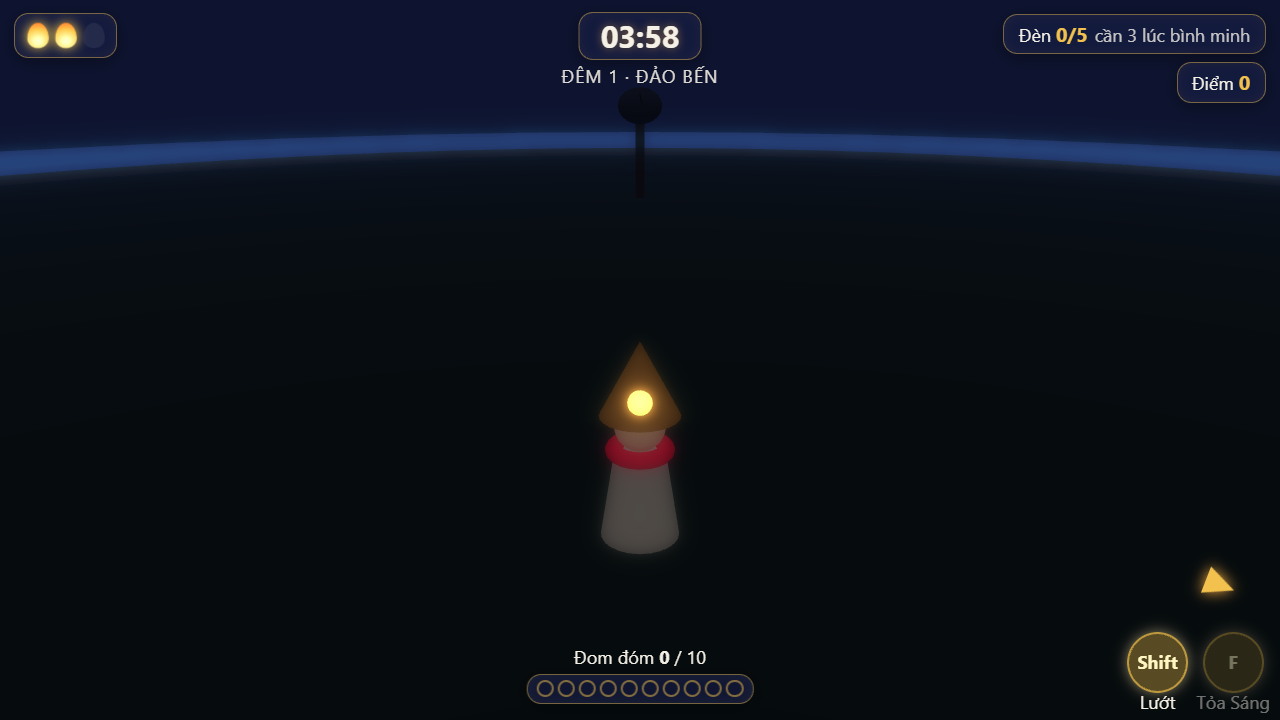 03:58
ĐÊM 1 · ĐẢO BẾN
Đèn 0/5 cần 3 lúc bình minh
Điểm 0
Đom đóm 0 / 10
Shift
F
Lướt
Tỏa Sáng